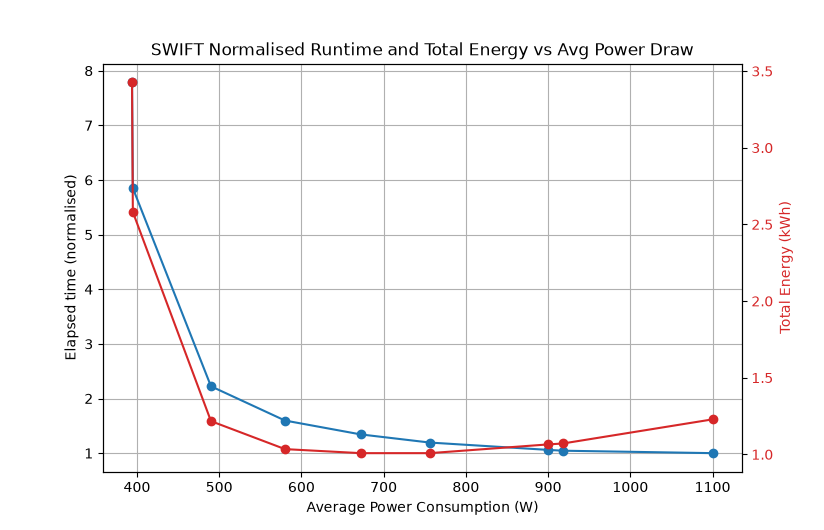 SWIFT Normalised Runtime and Total Energy vs Avg Power Draw
8
7
6
5
4
3
2
1
Elapsed time (normalised)
3.5
3.0
2.5
2.0
1.5
1.0
Total Energy (kWh)
400 500 600 700 800 900 1000 1100
Average Power Consumption (W)